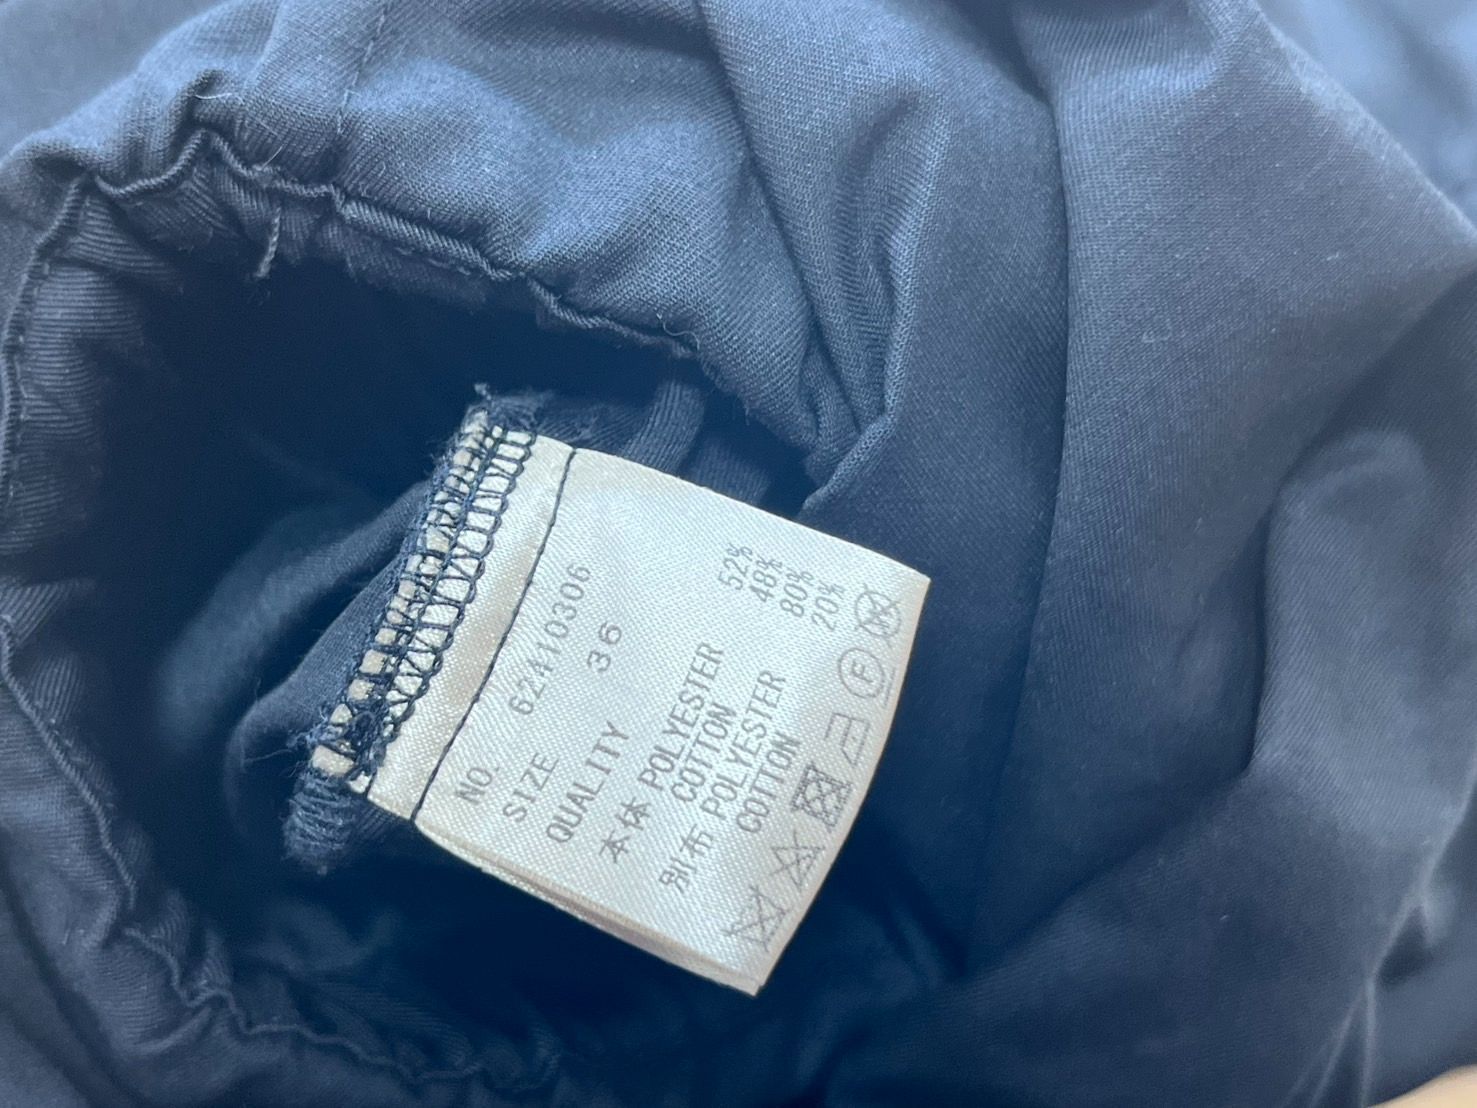 NO. 62410306
SIZE 36
QUALITY
本体 POLYESTER 52%
COTTON 48%
別布 POLYESTER 80%
COTTON 20%
F